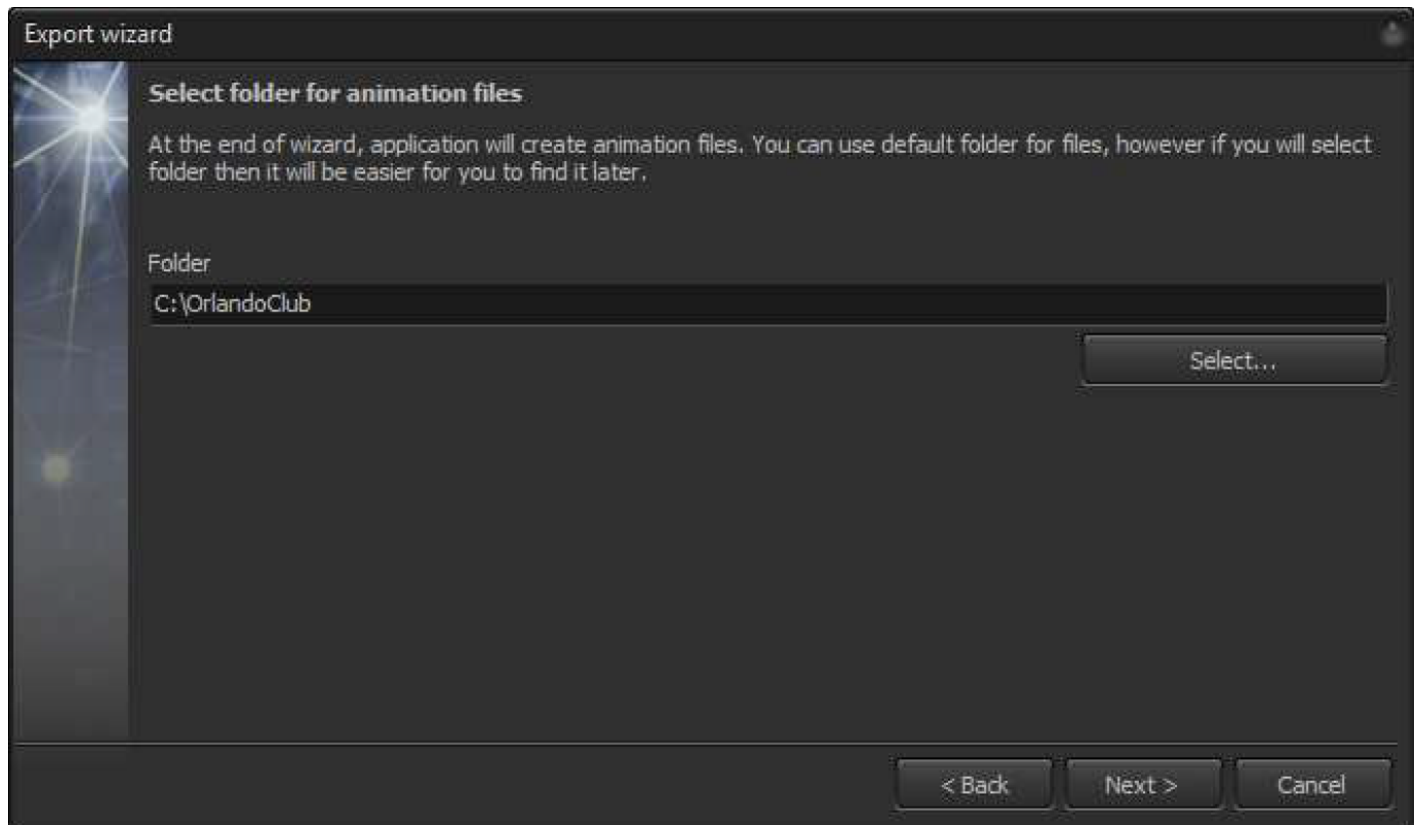 Export wizard
Select folder for animation files
At the end of wizard, application will create animation files. You can use default folder for files, however if you will select
folder then it will be easier for you to find it later.
Folder
C:\OrlandoClub
Select...
< Back
Next >
Cancel